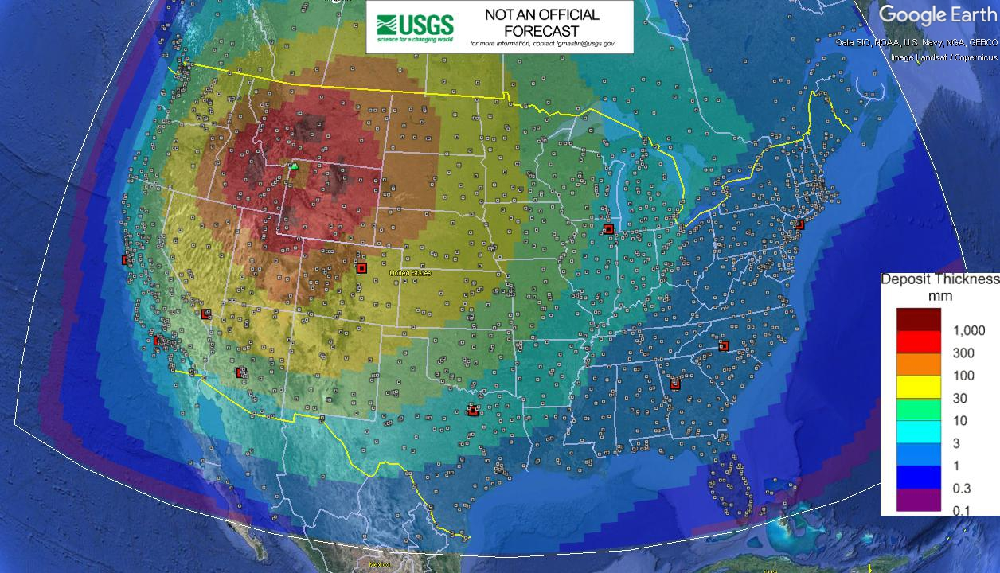 USGS
science for a changing world
NOT AN OFFICIAL
FORECAST
for more information, contact lgmastin@usgs.gov
Google Earth
Data SIO, NOAA, U.S. Navy, NGA, GEBCO
Image Landsat / Copernicus
United States
Deposit Thickness
mm
1,000
300
100
30
10
3
1
0.3
0.1
Mexico